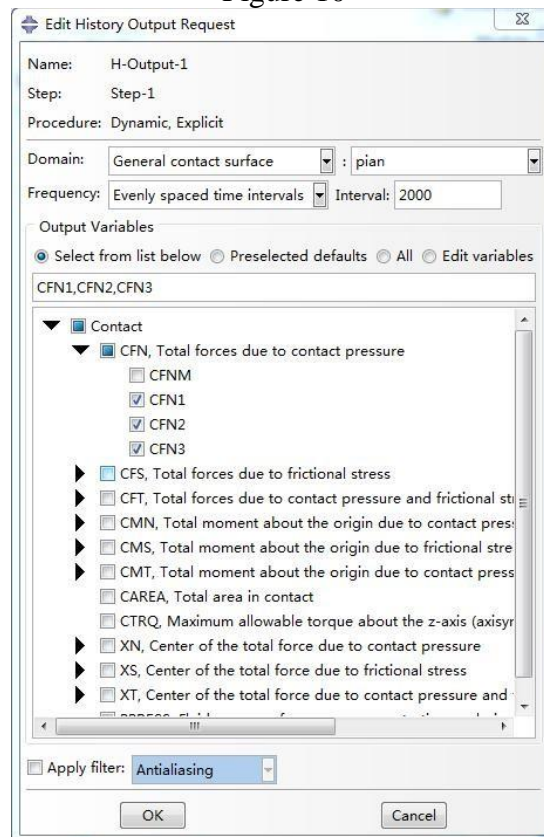 Edit History Output Request
Name: H-Output-1
Step: Step-1
Procedure: Dynamic, Explicit
Domain: General contact surface : pian
Frequency: Evenly spaced time intervals Interval: 2000
Output Variables
Select from list below Preselected defaults All Edit variables
CFN1,CFN2,CFN3
Contact
CFN, Total forces due to contact pressure
CFNM
CFN1
CFN2
CFN3
CFS, Total forces due to frictional stress
CFT, Total forces due to contact pressure and frictional
CMN, Total moment about the origin due to contact
CMS, Total moment about the origin due to frictional
CMT, Total moment about the origin due to contact
CAREA, Total area in contact
CTRQ, Maximum allowable torque about the z-axis
XN, Center of the total force due to contact pressure
XS, Center of the total force due to frictional stress
XT, Center of the total force due to contact pressure and
Apply filter: Antialiasing
OK Cancel